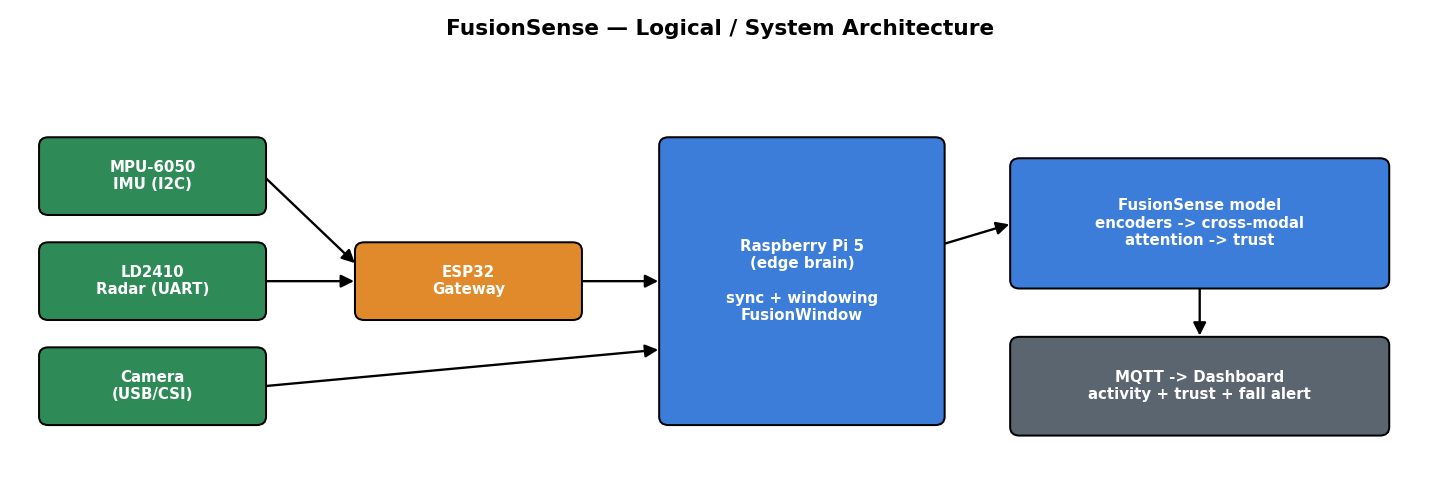 FusionSense — Logical / System Architecture
MPU-6050
IMU (I2C)
LD2410
Radar (UART)
Camera
(USB/CSI)
ESP32
Gateway
Raspberry Pi 5
(edge brain)
sync + windowing
FusionWindow
FusionSense model
encoders -> cross-modal
attention -> trust
MQTT -> Dashboard
activity + trust + fall alert